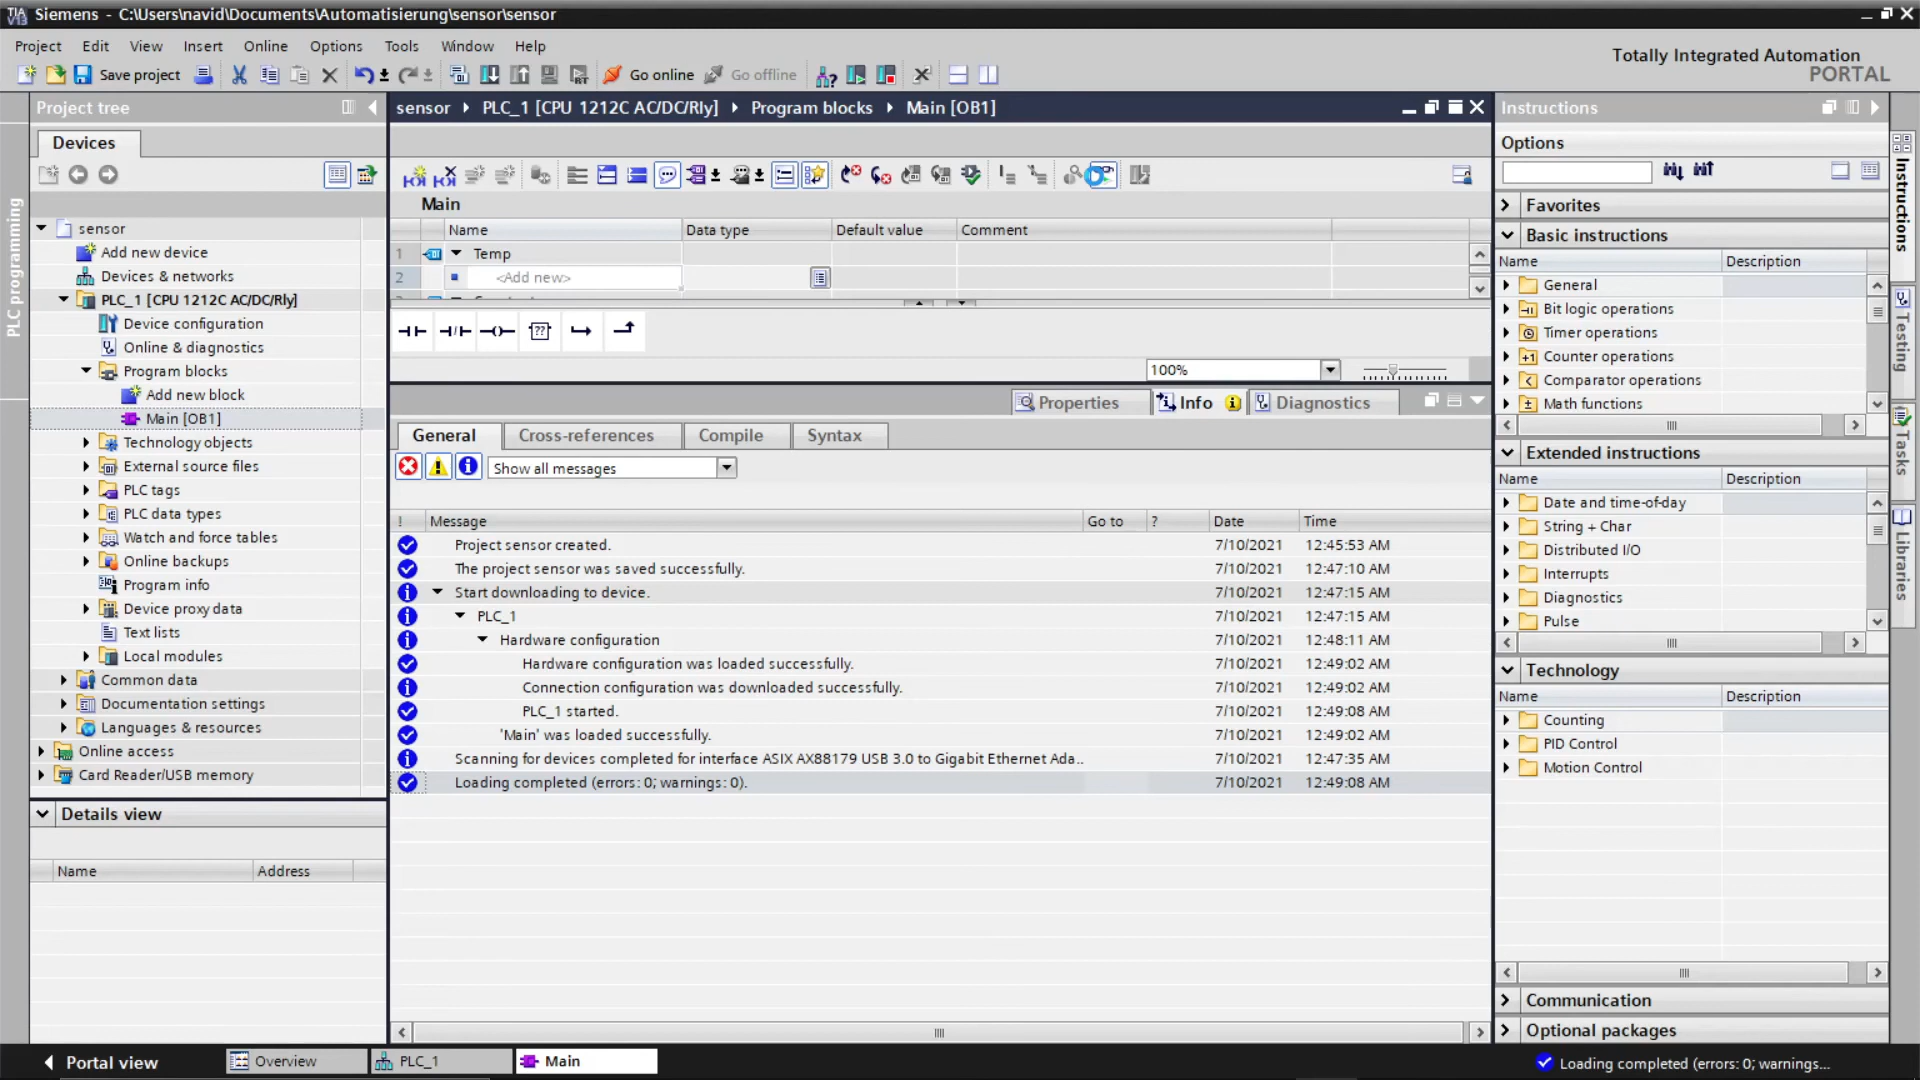 TIA V13 Siemens - C:\Users\navid\Documents\Automatisierung\sensor\sensor
Project Edit View Insert Online Options Tools Window Help
Totally Integrated Automation
PORTAL
Save project Go online Go offline
Project tree
Devices
PLC programming
sensor
Add new device
Devices & networks
PLC_1 [CPU 1212C AC/DC/Rly]
Device configuration
Online & diagnostics
Program blocks
Add new block
Main [OB1]
Technology objects
External source files
PLC tags
PLC data types
Watch and force tables
Online backups
Program info
Device proxy data
Text lists
Local modules
Common data
Documentation settings
Languages & resources
Online access
Card Reader/USB memory
Details view
Name Address
sensor PLC_1 [CPU 1212C AC/DC/Rly] Program blocks Main [OB1]
Main
Name Data type Default value Comment
1 Temp
2 <Add new>
??
100%
Properties Info Diagnostics
General Cross-references Compile Syntax
Show all messages
! Message Go to ? Date Time
Project sensor created. 7/10/2021 12:45:53 AM
The project sensor was saved successfully. 7/10/2021 12:47:10 AM
Start downloading to device. 7/10/2021 12:47:15 AM
PLC_1 7/10/2021 12:47:15 AM
Hardware configuration 7/10/2021 12:48:11 AM
Hardware configuration was loaded successfully. 7/10/2021 12:49:02 AM
Connection configuration was downloaded successfully. 7/10/2021 12:49:02 AM
PLC_1 started. 7/10/2021 12:49:08 AM
'Main' was loaded successfully. 7/10/2021 12:49:02 AM
Scanning for devices completed for interface ASIX AX88179 USB 3.0 to Gigabit Ethernet Ada.. 7/10/2021 12:47:35 AM
Loading completed (errors: 0; warnings: 0). 7/10/2021 12:49:08 AM
Instructions
Options
Favorites
Basic instructions
Name Description
General
Bit logic operations
Timer operations
Counter operations
Comparator operations
Math functions
Extended instructions
Name Description
Date and time-of-day
String + Char
Distributed I/O
Interrupts
Diagnostics
Pulse
Technology
Name Description
Counting
PID Control
Motion Control
Communication
Optional packages
Instructions
Testing
Tasks
Libraries
Portal view Overview PLC_1 Main
Loading completed (errors: 0; warnings...